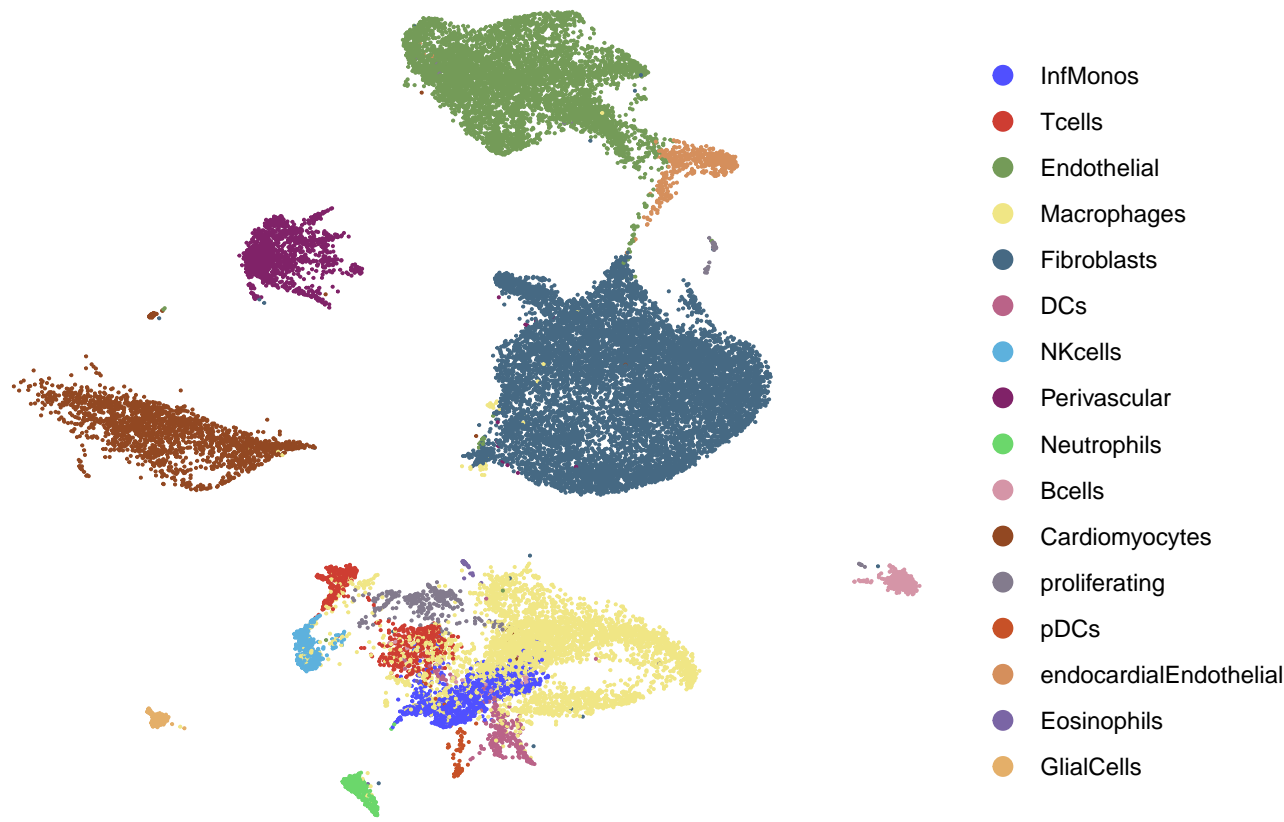 InfMonos
Tcells
Endothelial
Macrophages
Fibroblasts
DCs
NKcells
Perivascular
Neutrophils
Bcells
Cardiomyocytes
proliferating
pDCs
endocardialEndothelial
Eosinophils
GlialCells